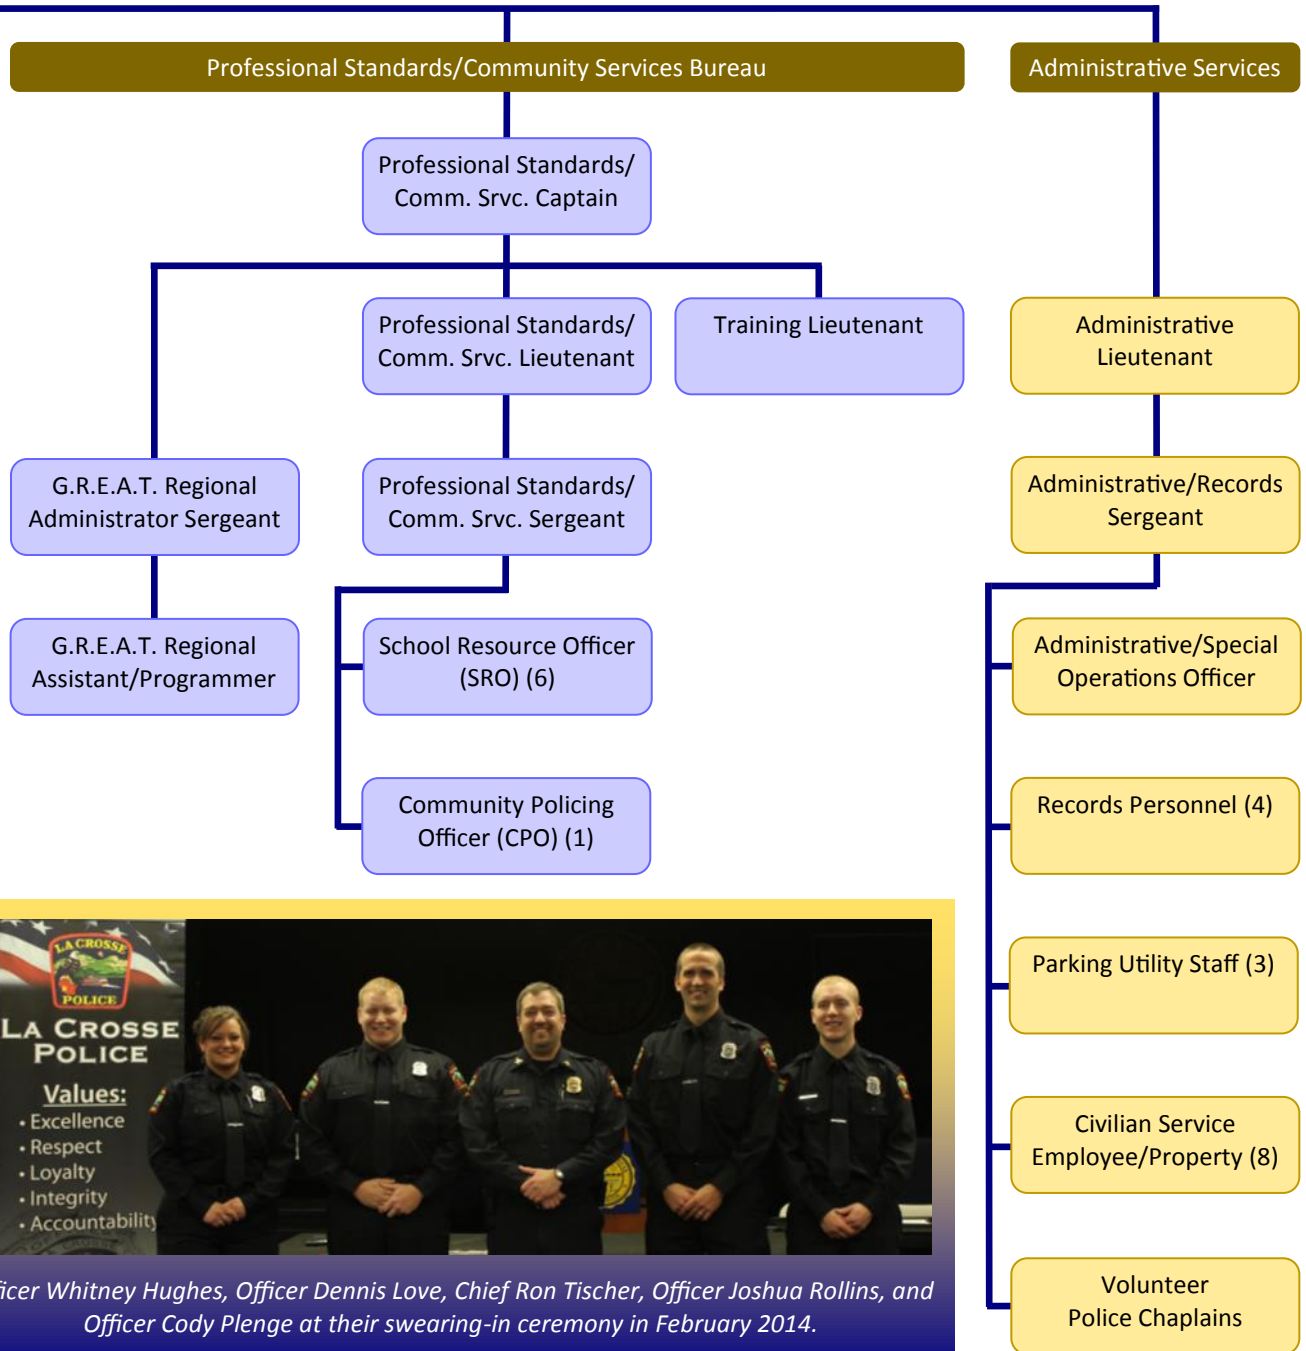 Professional Standards/Community Services Bureau
Administrative Services
Professional Standards/
Comm. Srvc. Captain
Professional Standards/
Comm. Srvc. Lieutenant
Training Lieutenant
Administrative
Lieutenant
G.R.E.A.T. Regional
Administrator Sergeant
Professional Standards/
Comm. Srvc. Sergeant
Administrative/Records
Sergeant
G.R.E.A.T. Regional
Assistant/Programmer
School Resource Officer
(SRO) (6)
Administrative/Special
Operations Officer
Community Policing
Officer (CPO) (1)
Records Personnel (4)
Parking Utility Staff (3)
Civilian Service
Employee/Property (8)
Volunteer
Police Chaplains
LA CROSSE
POLICE
LA CROSSE
POLICE
Values:
• Excellence
• Respect
• Loyalty
• Integrity
• Accountability
ficer Whitney Hughes, Officer Dennis Love, Chief Ron Tischer, Officer Joshua Rollins, and
Officer Cody Plenge at their swearing-in ceremony in February 2014.